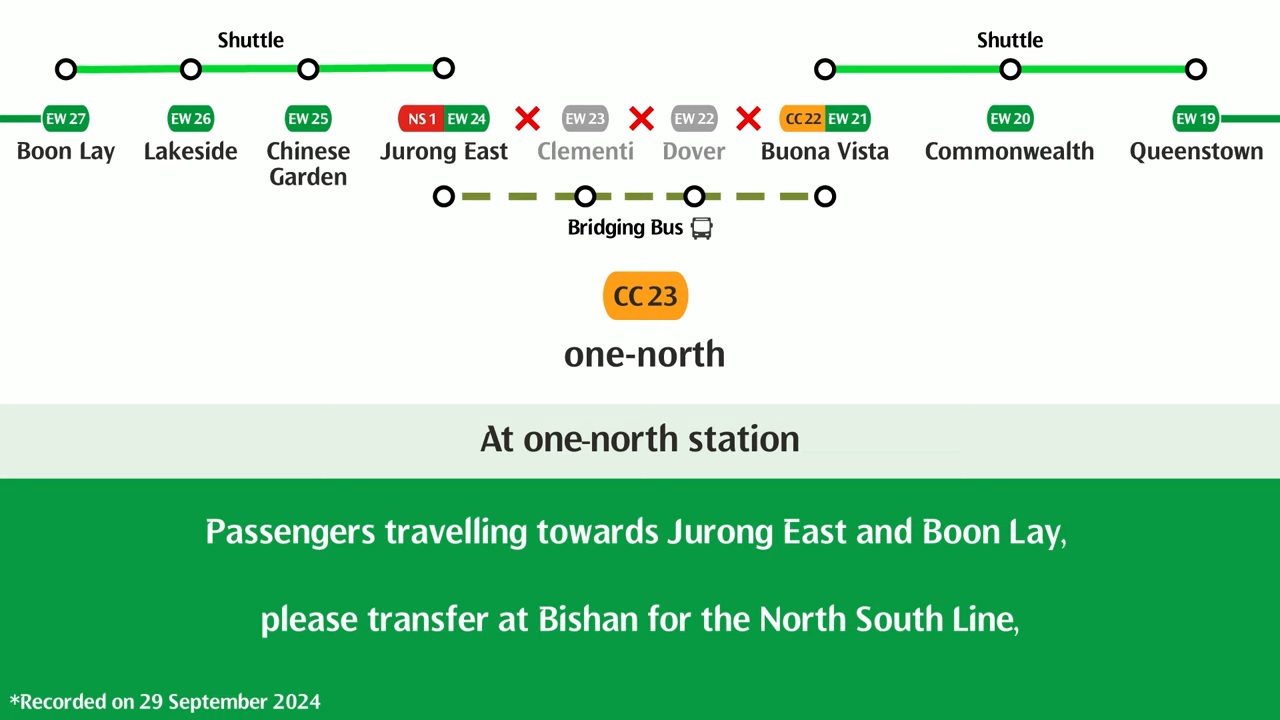 Shuttle
Shuttle
EW 27
EW 26
EW 25
NS 1 EW 24
EW 23
EW 22
CC 22 EW 21
EW 20
EW 19
Boon Lay
Lakeside
Chinese
Garden
Jurong East
Clementi
Dover
Buona Vista
Commonwealth
Queenstown
Bridging Bus
CC 23
one-north
At one-north station
Passengers travelling towards Jurong East and Boon Lay,
please transfer at Bishan for the North South Line,
*Recorded on 29 September 2024